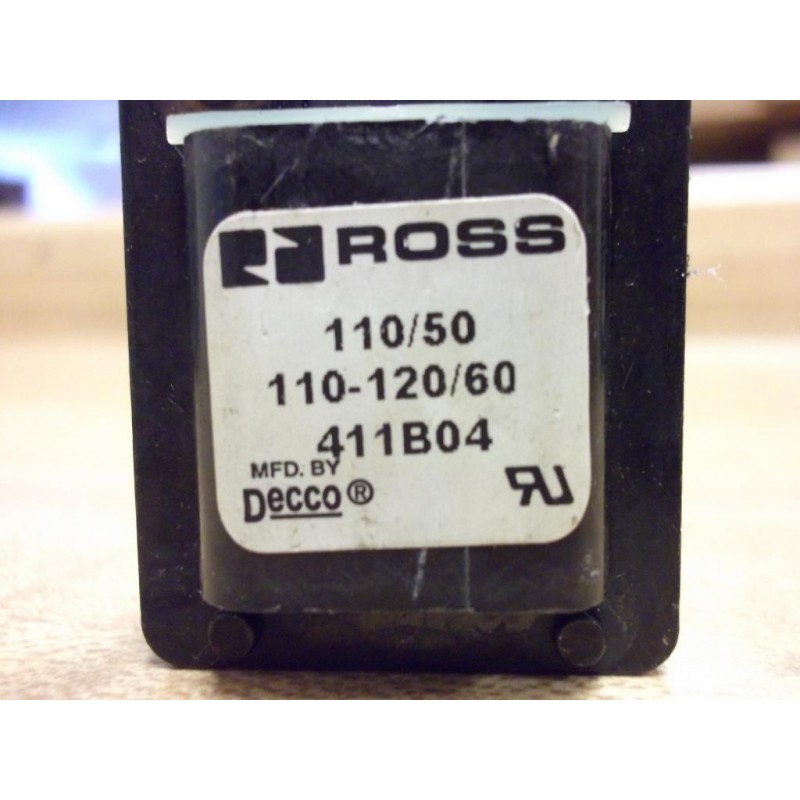 ROSS
110/50
110-120/60
411B04
MFD. BY
Decco®